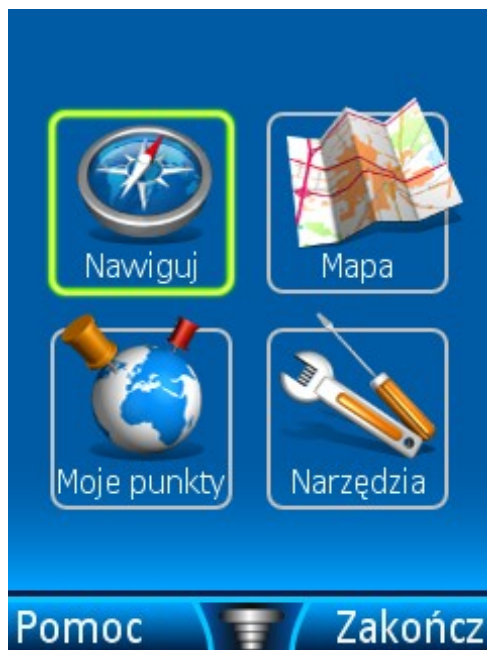 Nawiguj
Mapa
Moje punkty
Narzędzia
Pomoc
Zakończ